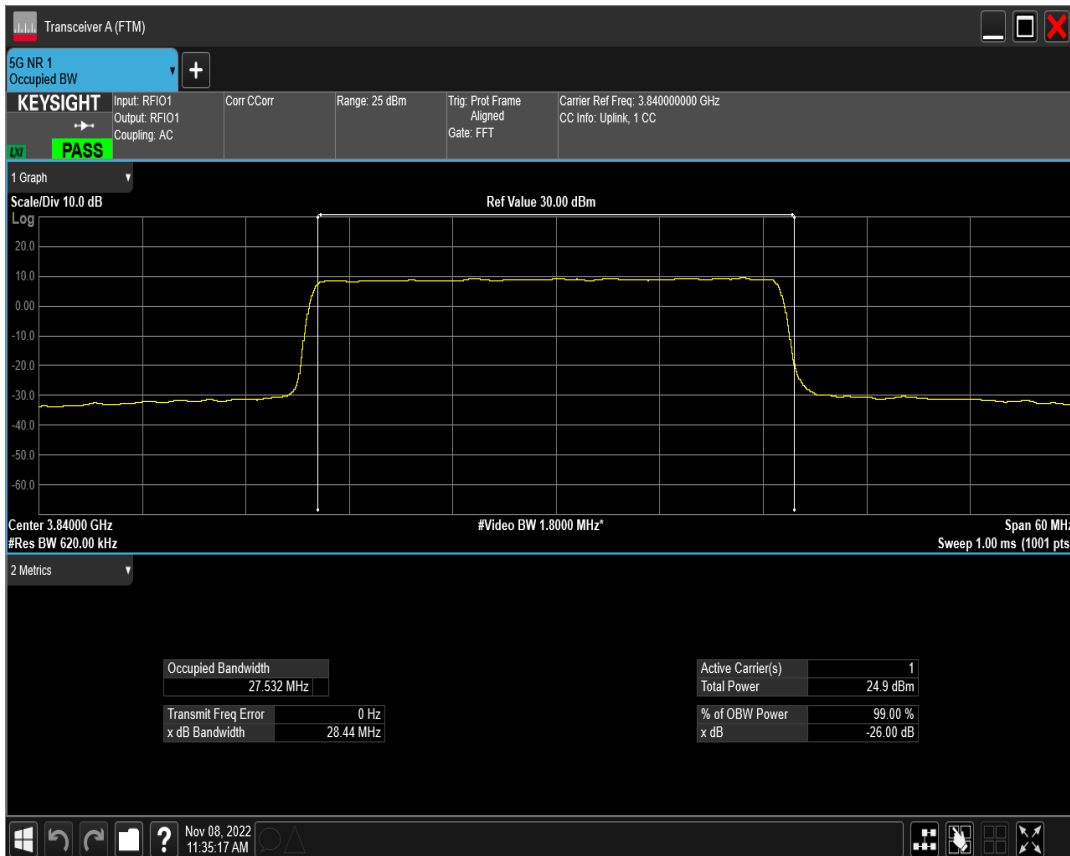 Transceiver A (FTM)
5G NR 1
Occupied BW
+
KEYSIGHT
LXI
PASS
Input: RFIO1
Output: RFIO1
Coupling: AC
Corr CCorr
Range: 25 dBm
Trig: Prot Frame
Aligned
Gate: FFT
Carrier Ref Freq: 3.840000000 GHz
CC Info: Uplink, 1 CC
1 Graph
Scale/Div 10.0 dB
Ref Value 30.00 dBm
Log
20.0
10.0
0.00
-10.0
-20.0
-30.0
-40.0
-50.0
-60.0
Center 3.84000 GHz
#Video BW 1.8000 MHz*
Span 60 MHz
#Res BW 620.00 kHz
Sweep 1.00 ms (1001 pts
2 Metrics
Occupied Bandwidth
27.532 MHz
Transmit Freq Error 0 Hz
x dB Bandwidth 28.44 MHz
Active Carrier(s) 1
Total Power 24.9 dBm
% of OBW Power 99.00 %
x dB -26.00 dB
?
Nov 08, 2022
11:35:17 AM